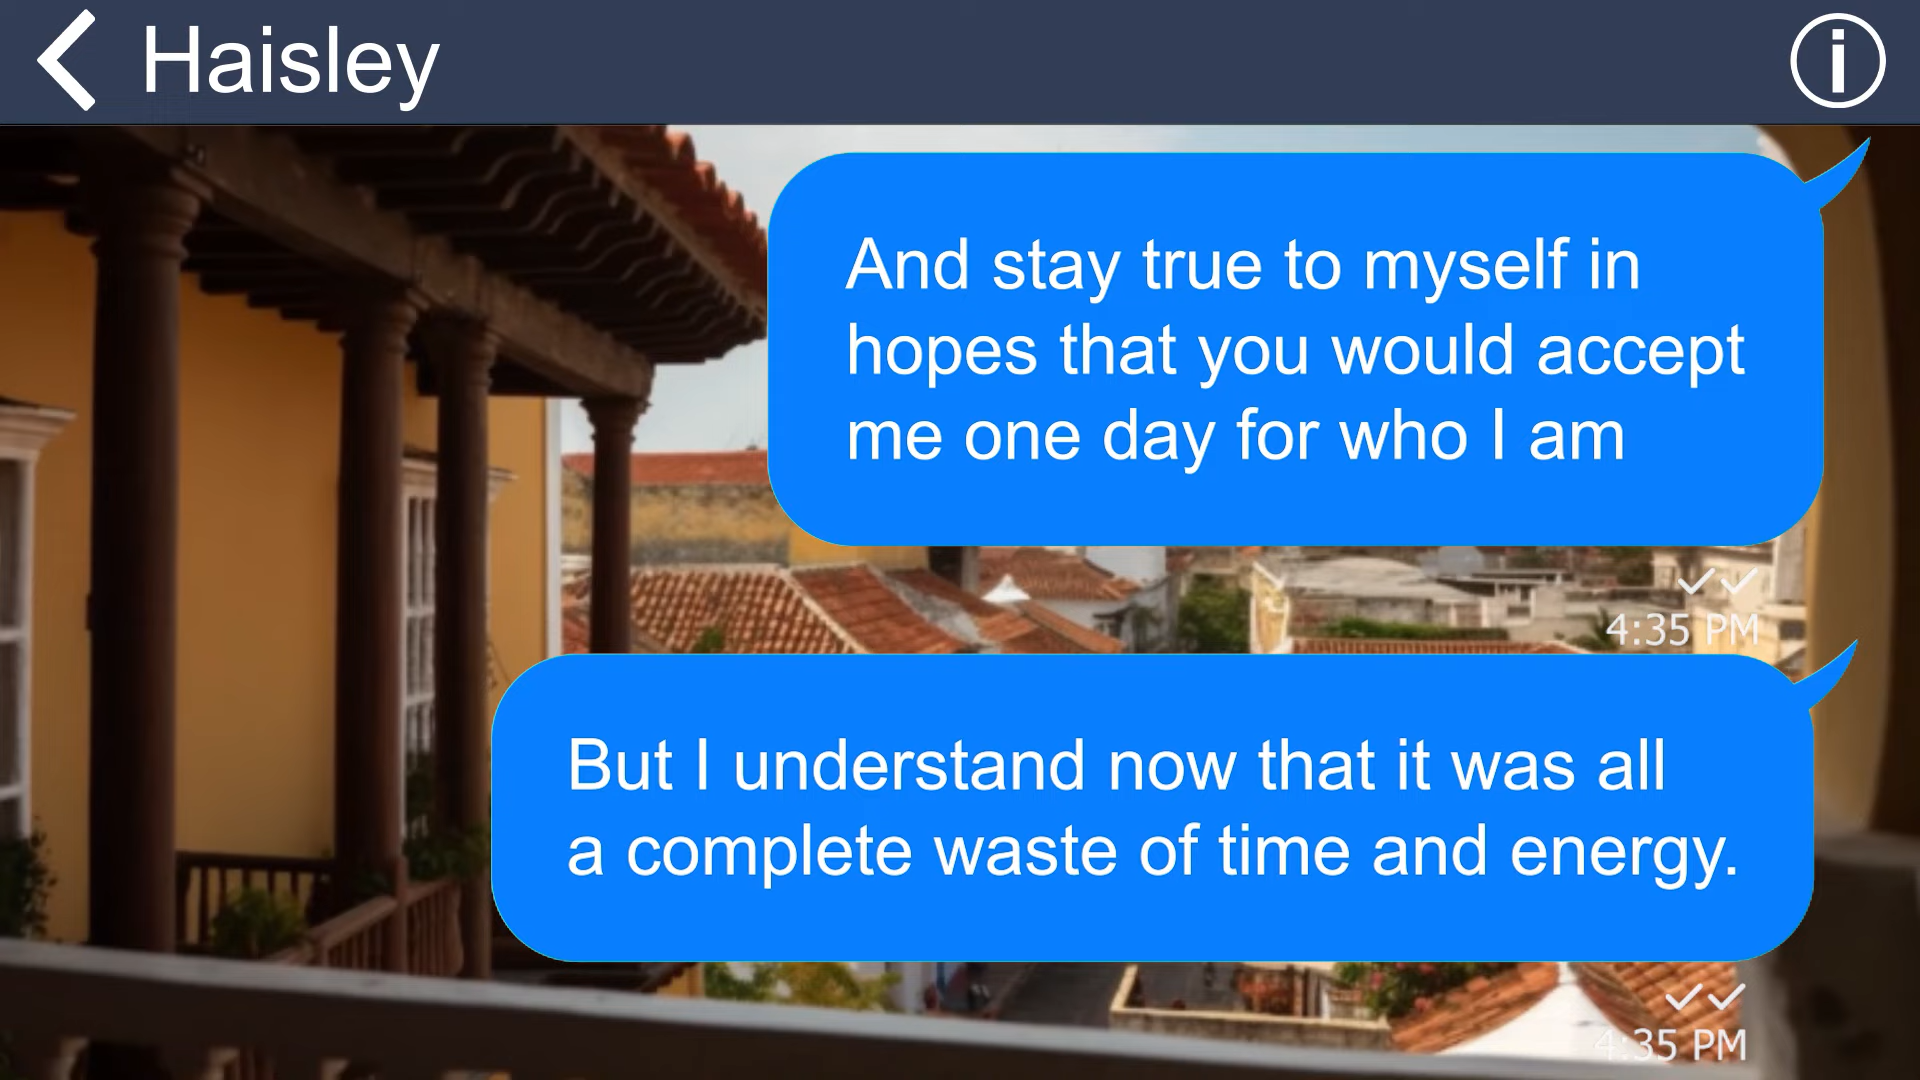 Haisley
And stay true to myself in
hopes that you would accept
me one day for who I am
4:35 PM
But I understand now that it was all
a complete waste of time and energy.
4:35 PM